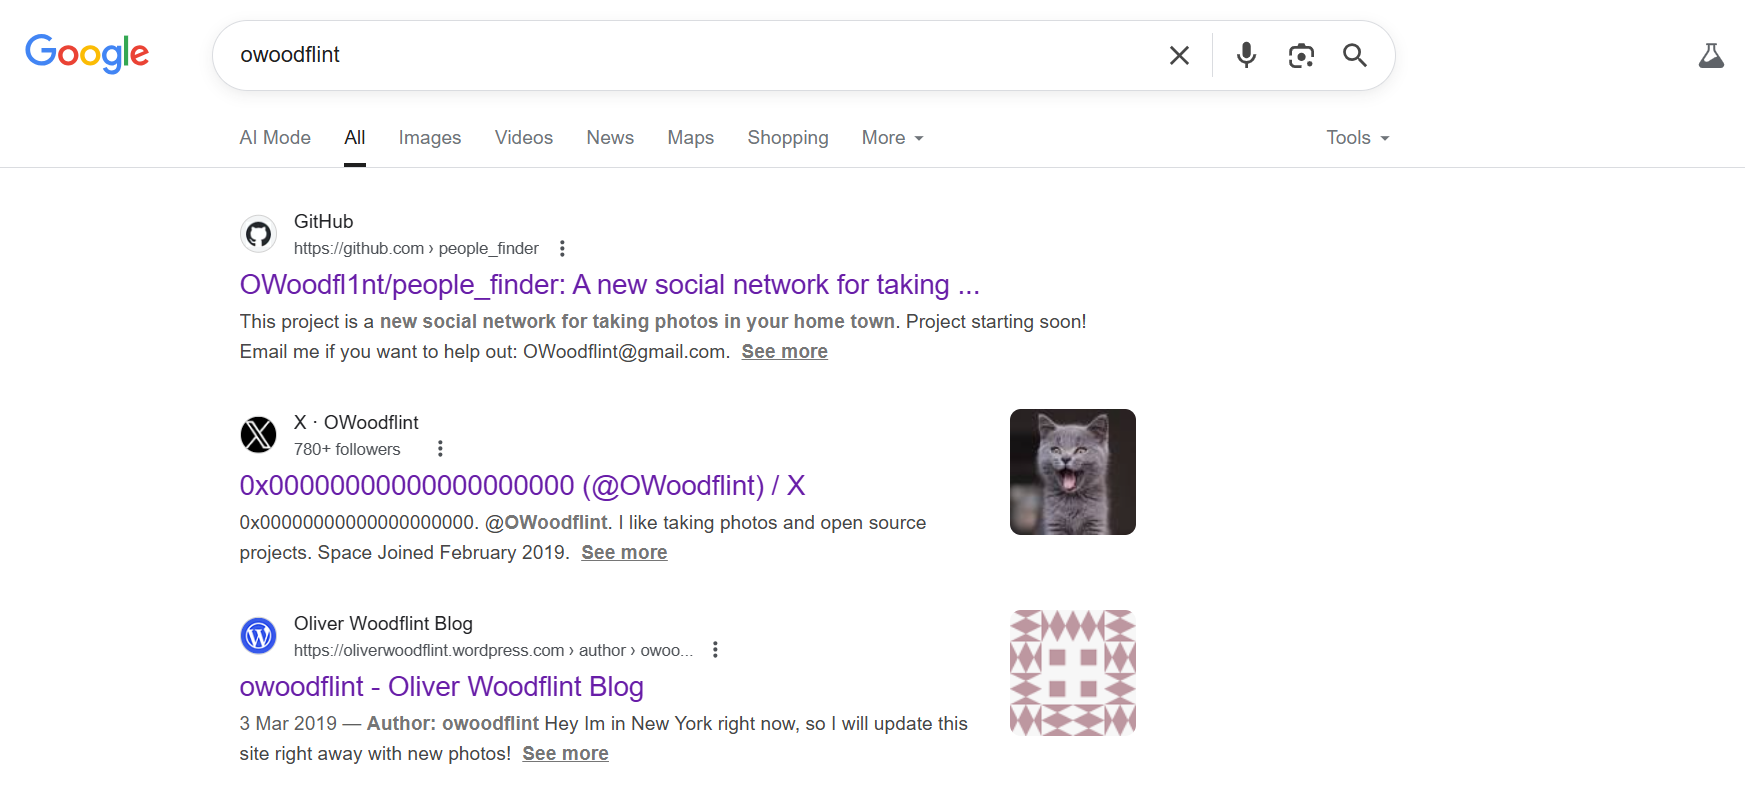 Google
owoodflint
AI Mode All Images Videos News Maps Shopping More Tools
GitHub
https://github.com › people_finder
OWoodfl1nt/people_finder: A new social network for taking ...
This project is a new social network for taking photos in your home town. Project starting soon!
Email me if you want to help out: OWoodflint@gmail.com. See more
X · OWoodflint
780+ followers
0x00000000000000000000 (@OWoodflint) / X
0x00000000000000000000. @OWoodflint. I like taking photos and open source
projects. Space Joined February 2019. See more
Oliver Woodflint Blog
https://oliverwoodflint.wordpress.com › author › owoo...
owoodflint - Oliver Woodflint Blog
3 Mar 2019 — Author: owoodflint Hey Im in New York right now, so I will update this
site right away with new photos! See more